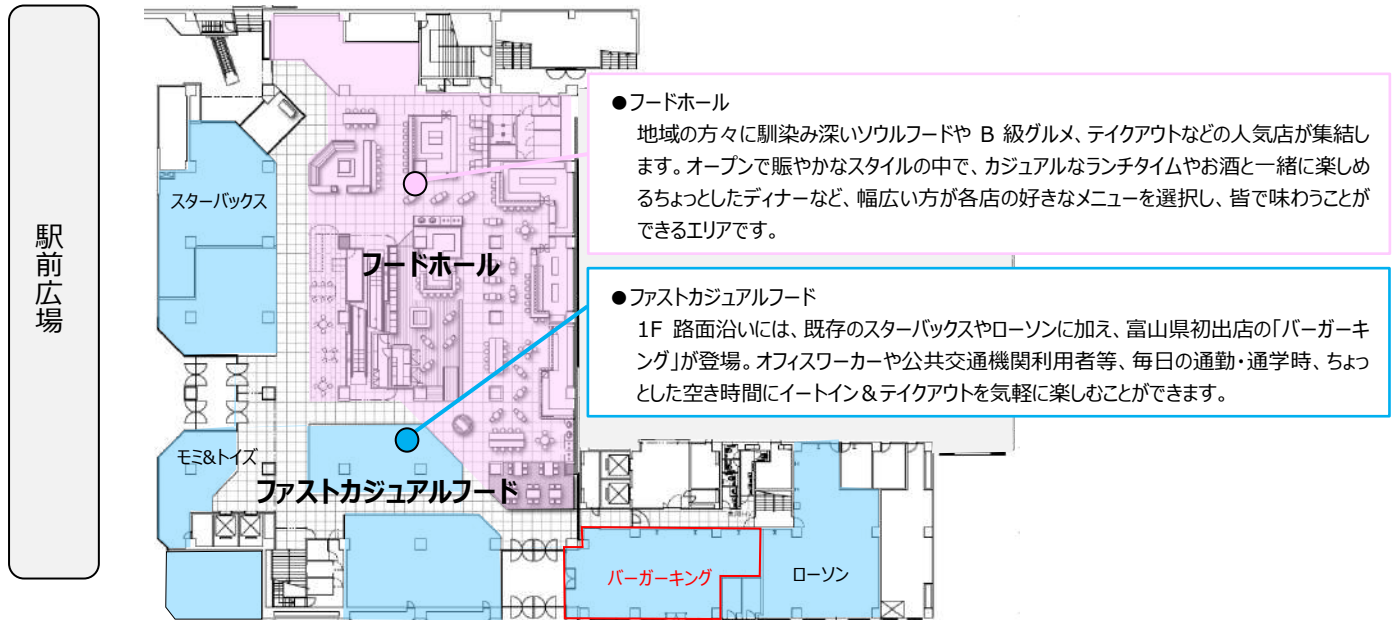 駅前広場
スターバックス
フードホール
モミ&トイズ
ファストカジュアルフード
バーガーキング
ローソン
●フードホール
地域の方々に馴染み深いソウルフードや B 級グルメ、テイクアウトなどの人気店が集結し
ます。オープンで賑やかなスタイルの中で、カジュアルなランチタイムやお酒と一緒に楽しめ
るちょっとしたディナーなど、幅広い方が各店の好きなメニューを選択し、皆で味わうことが
できるエリアです。
●ファストカジュアルフード
1F 路面沿いには、既存のスターバックスやローソンに加え、富山県初出店の「バーガーキ
ング」が登場。オフィスワーカーや公共交通機関利用者等、毎日の通勤・通学時、ちょっ
とした空き時間にイートイン＆テイクアウトを気軽に楽しむことができます。